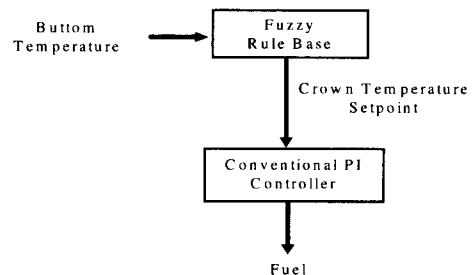 Buttom
Temperature
Fuzzy
Rule Base
Crown Temperature
Setpoint
Conventional PI
Controller
Fuel